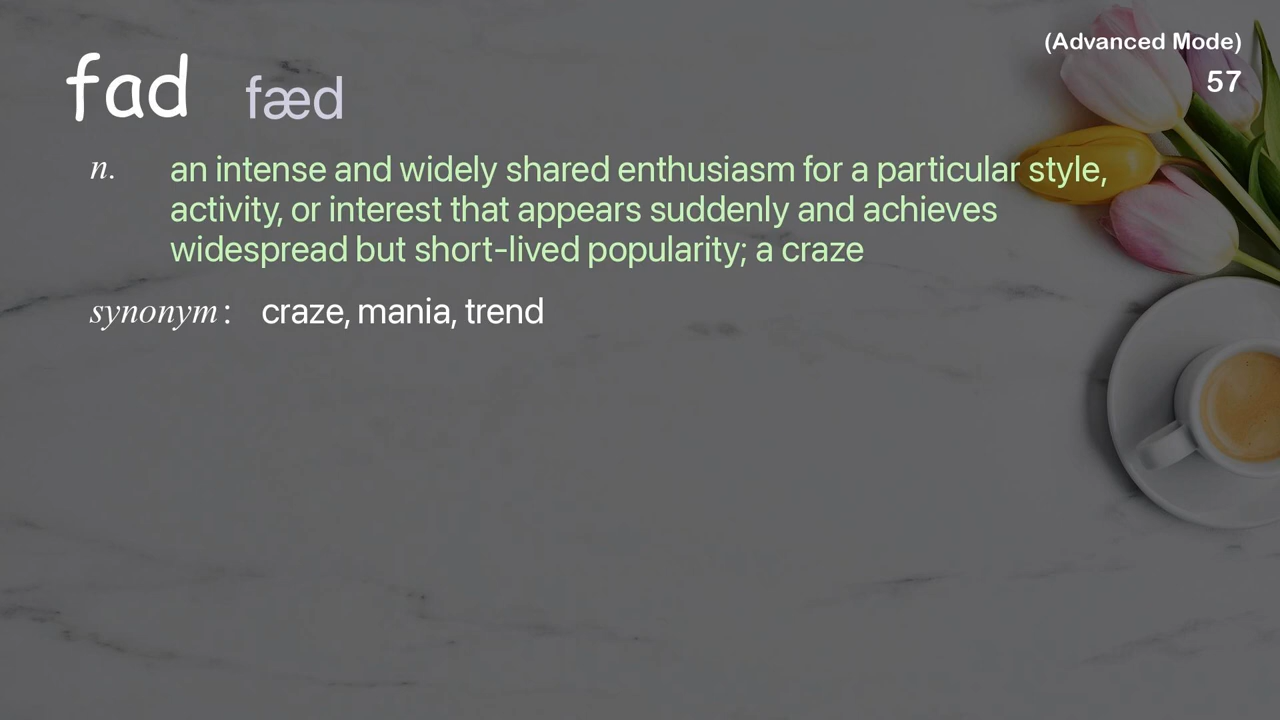 (Advanced Mode)
57
fad fæd
n. an intense and widely shared enthusiasm for a particular style,
activity, or interest that appears suddenly and achieves
widespread but short-lived popularity; a craze
synonym: craze, mania, trend